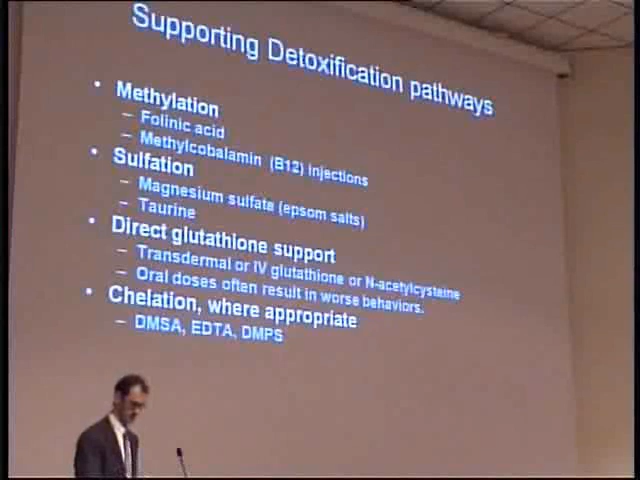 Supporting Detoxification pathways
• Methylation
– Folinic acid
– Methylcobalamin (B12) injections
• Sulfation
– Magnesium sulfate (epsom salts)
– Taurine
• Direct glutathione support
– Transdermal or IV glutathione or N-acetylcysteine
– Oral doses often result in worse behaviors.
• Chelation, where appropriate
– DMSA, EDTA, DMPS